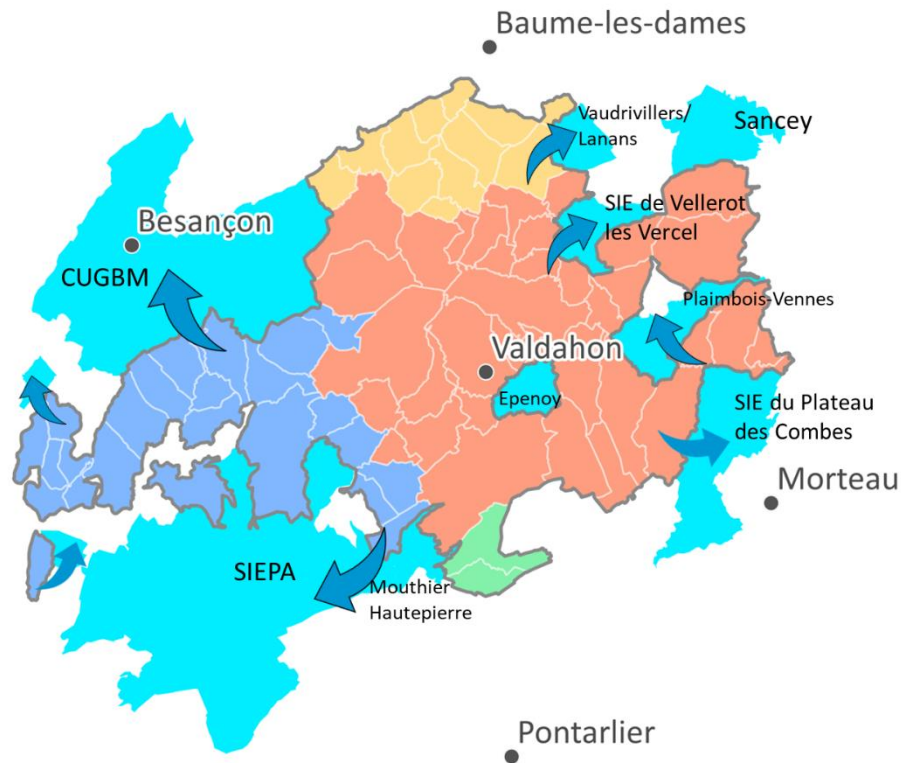 Baume-les-dames
Vaudrivillers/
Lanans
Sancey
SIE de Vellerot
les Vercel
Besançon
CUGBM
Plaimbois-Vennes
Valdahon
Epenoy
SIE du Plateau
des Combes
Morteau
SIEPA
Mouthier
Hautepierre
Pontarlier